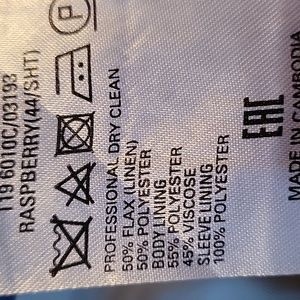 T19 6010C/03193
RASPBERRY(44/SHT)
P
PROFESSIONAL DRY CLEAN
50% FLAX (LINEN)
50% POLYESTER
BODY LINING
55% POLYESTER
45% VISCOSE
SLEEVE LINING
100% POLYESTER
EAC
MADE IN CAMBODIA